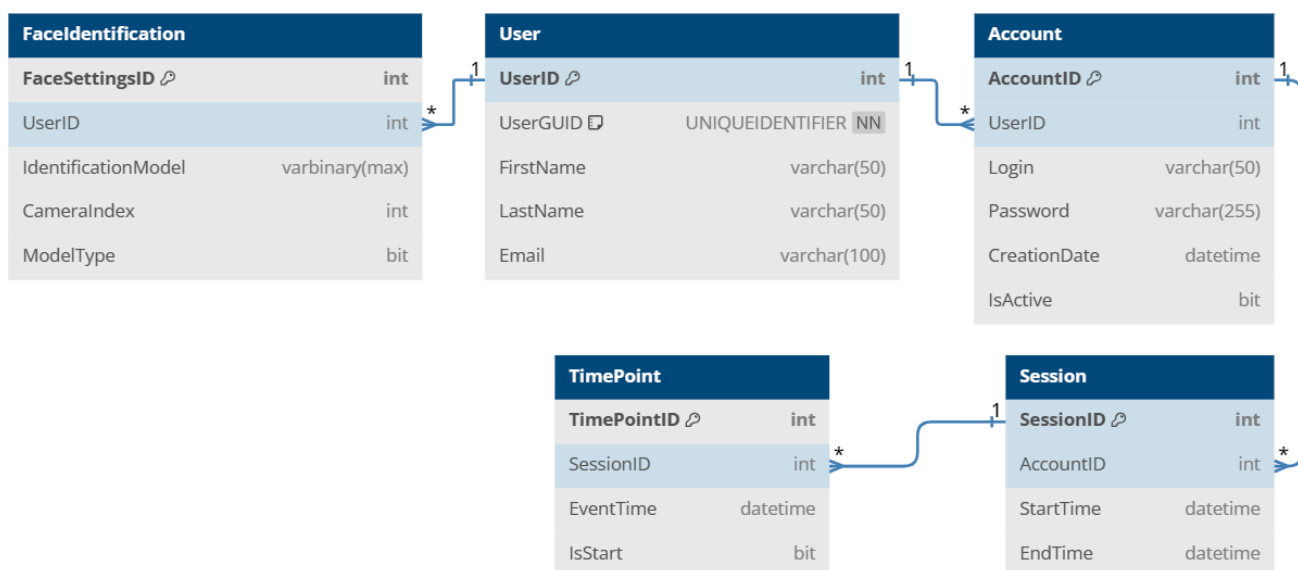 FaceIdentification
FaceSettingsID int
UserID int
IdentificationModel varbinary(max)
CameraIndex int
ModelType bit
1
*
User
UserID int
UserGUID UNIQUEIDENTIFIER NN
FirstName varchar(50)
LastName varchar(50)
Email varchar(100)
1
*
Account
AccountID int
UserID int
Login varchar(50)
Password varchar(255)
CreationDate datetime
IsActive bit
1
TimePoint
TimePointID int
SessionID int
EventTime datetime
IsStart bit
*
1
Session
SessionID int
AccountID int
StartTime datetime
EndTime datetime
*